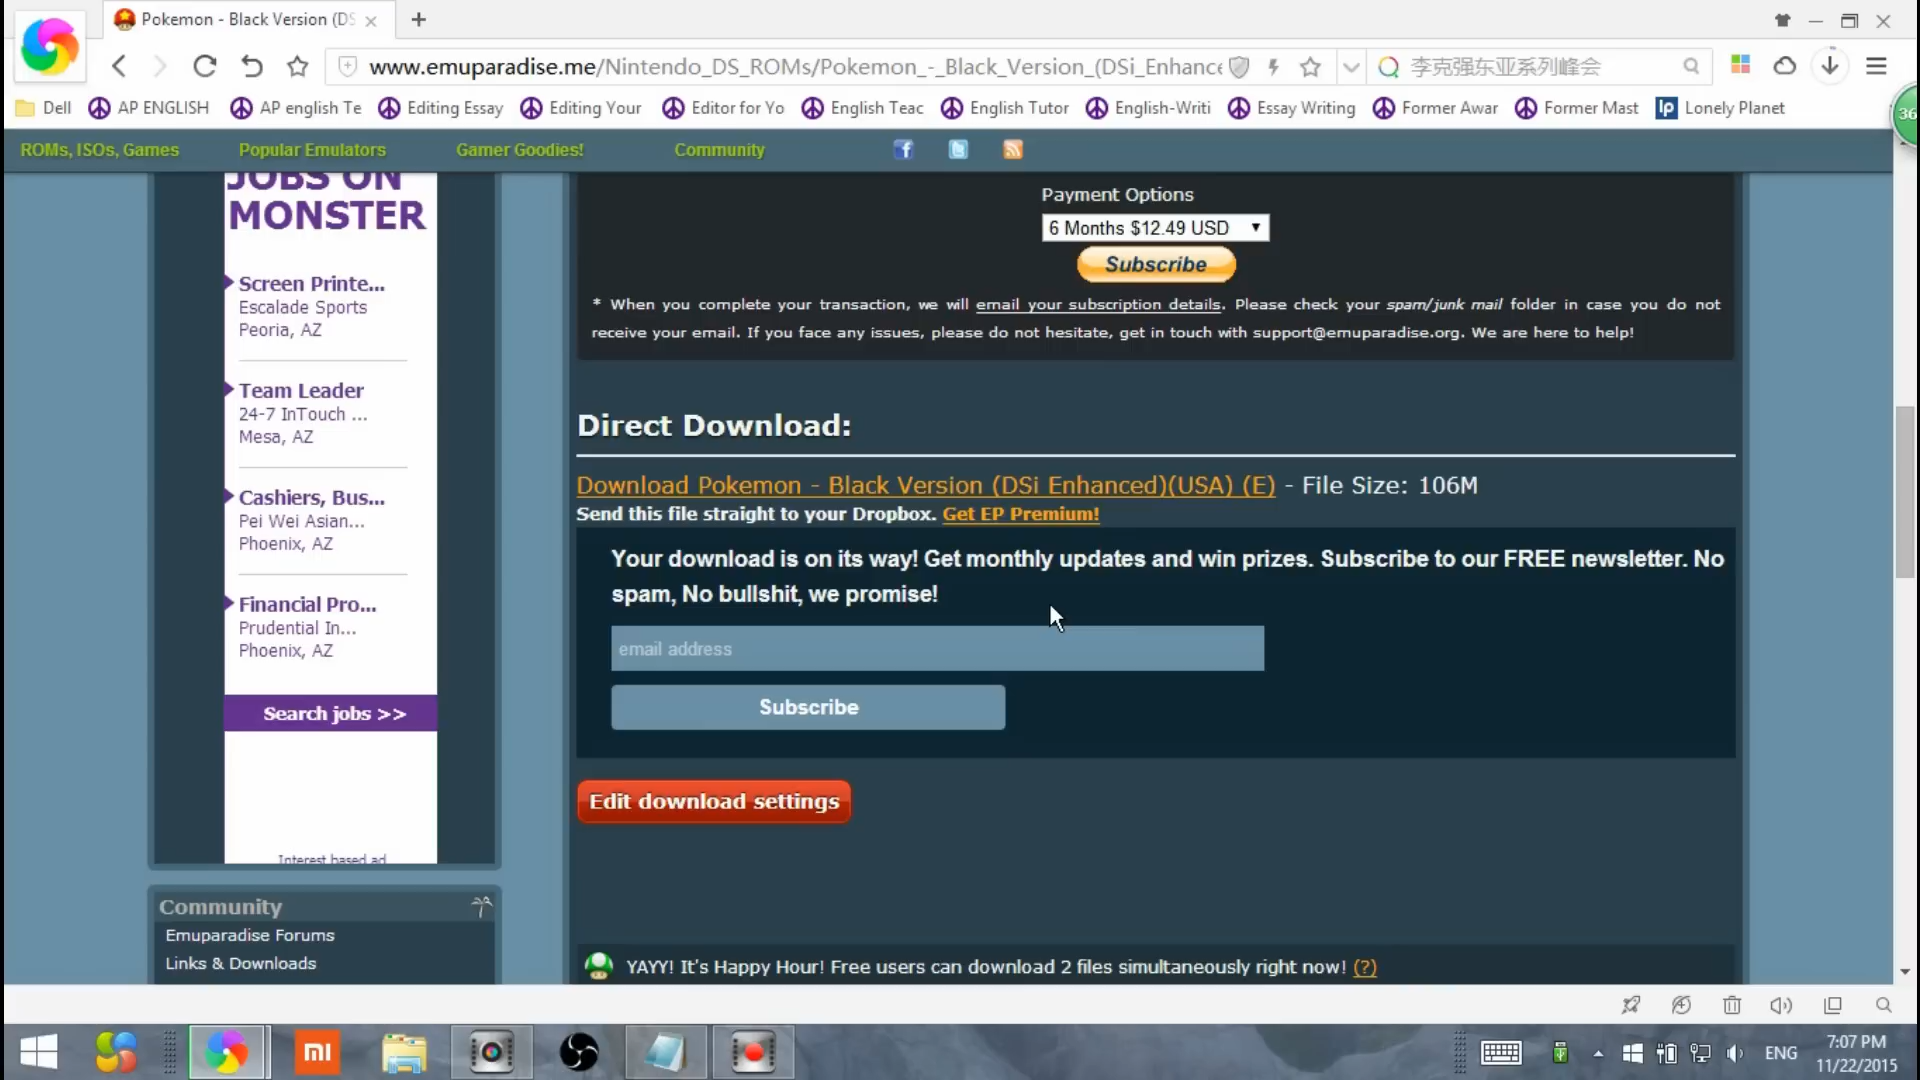 Pokemon - Black Version (DS
www.emuparadise.me/Nintendo_DS_ROMs/Pokemon_-_Black_Version_(DSi_Enhance
李克强东亚系列峰会
Dell
AP ENGLISH
AP english Te
Editing Essay
Editing Your
Editor for Yo
English Teac
English Tutor
English-Writi
Essay Writing
Former Awar
Former Mast
lp
Lonely Planet
36
ROMs, ISOs, Games
Popular Emulators
Gamer Goodies!
Community
JOBS ON
MONSTER
Screen Printe...
Escalade Sports
Peoria, AZ
Team Leader
24-7 InTouch ...
Mesa, AZ
Cashiers, Bus...
Pei Wei Asian...
Phoenix, AZ
Financial Pro...
Prudential In...
Phoenix, AZ
Search jobs >>
Interest based ad
Community
Emuparadise Forums
Links & Downloads
Payment Options
6 Months $12.49 USD
Subscribe
* When you complete your transaction, we will email your subscription details. Please check your spam/junk mail folder in case you do not
receive your email. If you face any issues, please do not hesitate, get in touch with support@emuparadise.org. We are here to help!
Direct Download:
Download Pokemon - Black Version (DSi Enhanced)(USA) (E) - File Size: 106M
Send this file straight to your Dropbox. Get EP Premium!
Your download is on its way! Get monthly updates and win prizes. Subscribe to our FREE newsletter. No
spam, No bullshit, we promise!
email address
Subscribe
Edit download settings
YAYY! It's Happy Hour! Free users can download 2 files simultaneously right now! (?)
mi
ENG
7:07 PM
11/22/2015